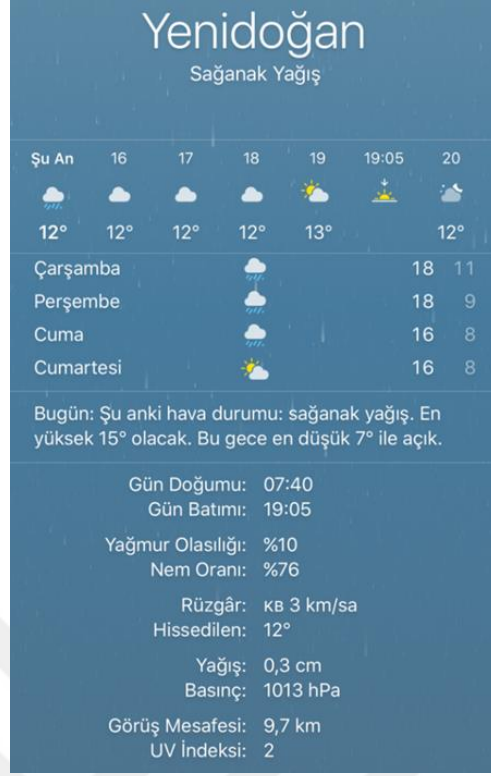 Yenidoğan
Sağanak Yağış
Şu An 16 17 18 19 19:05 20
12° 12° 12° 12° 13° 12°
Çarşamba 18 11
Perşembe 18 9
Cuma 16 8
Cumartesi 16 8
Bugün: Şu anki hava durumu: sağanak yağış. En
yüksek 15° olacak. Bu gece en düşük 7° ile açık.
Gün Doğumu: 07:40
Gün Batımı: 19:05
Yağmur Olasılığı: %10
Nem Oranı: %76
Rüzgâr: KB 3 km/sa
Hissedilen: 12°
Yağış: 0,3 cm
Basınç: 1013 hPa
Görüş Mesafesi: 9,7 km
UV İndeksi: 2